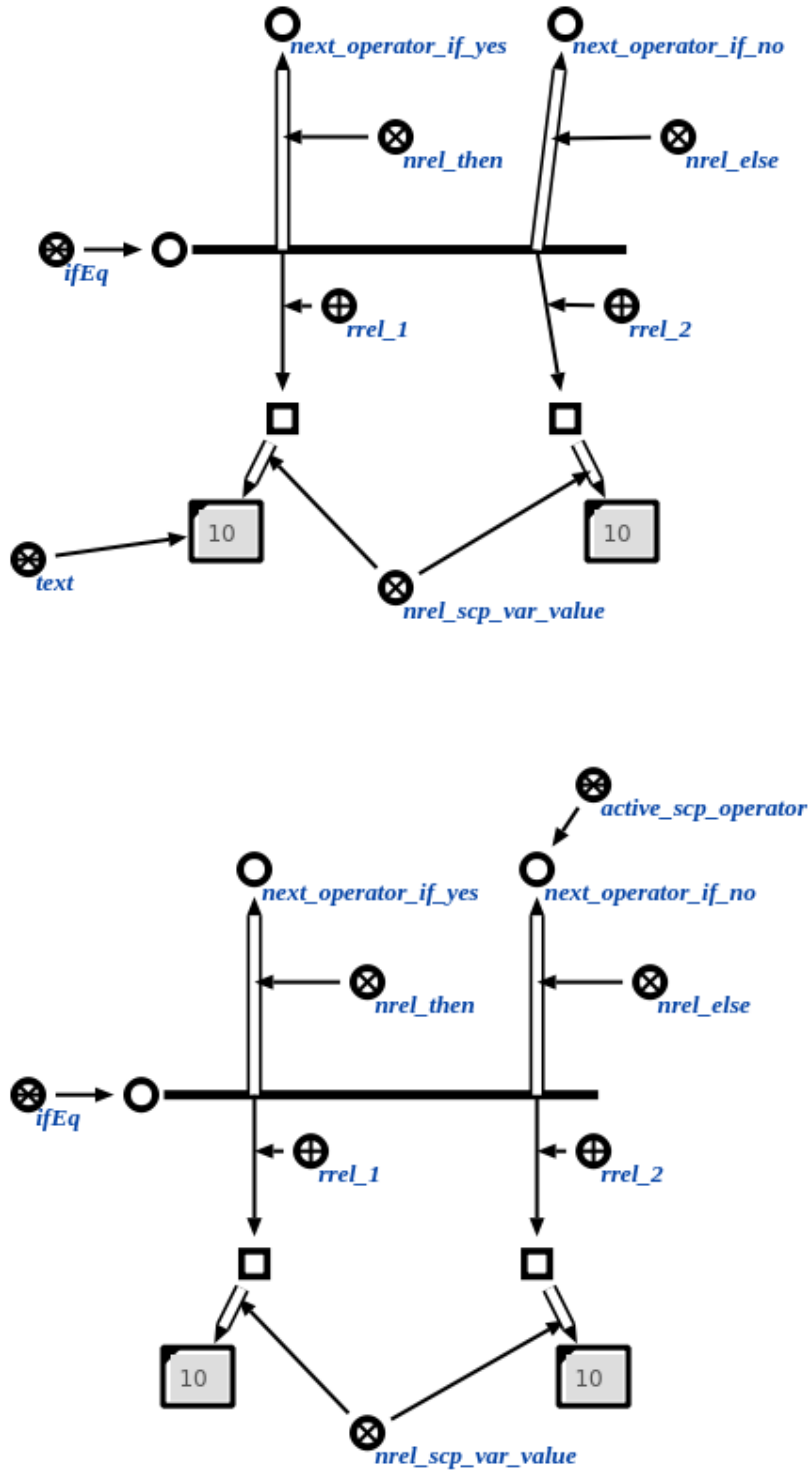 next_operator_if_yes
next_operator_if_no
nrel_then
nrel_else
ifEq
rrel_1
rrel_2
10
10
text
nrel_scp_var_value
active_scp_operator
next_operator_if_yes
next_operator_if_no
nrel_then
nrel_else
ifEq
rrel_1
rrel_2
10
10
nrel_scp_var_value